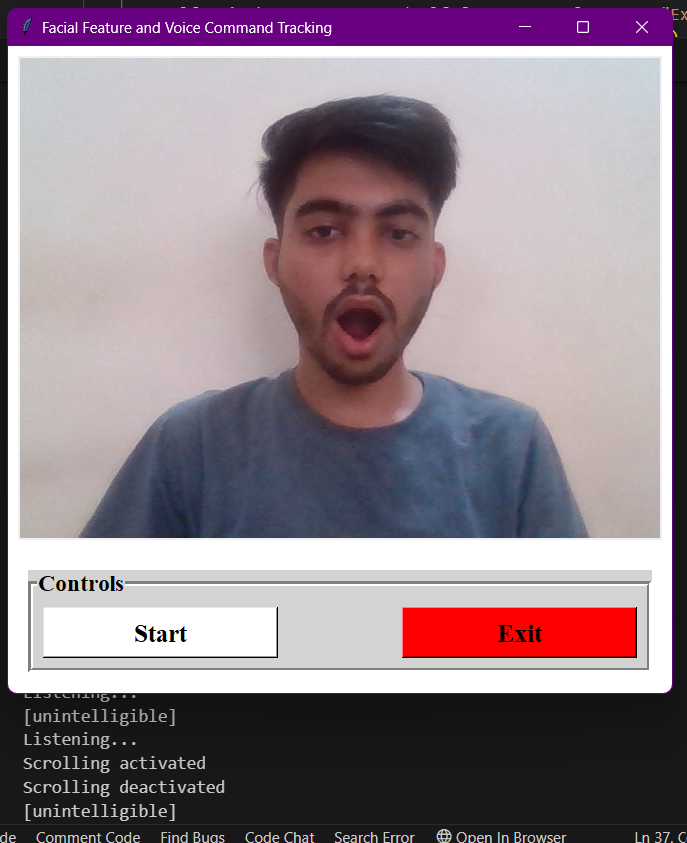 Facial Feature and Voice Command Tracking
Controls
Start
Exit
Listening...
[unintelligible]
Listening...
Scrolling activated
Scrolling deactivated
[unintelligible]
de Comment Code Find Bugs Code Chat Search Error Open In Browser Ln 37, C